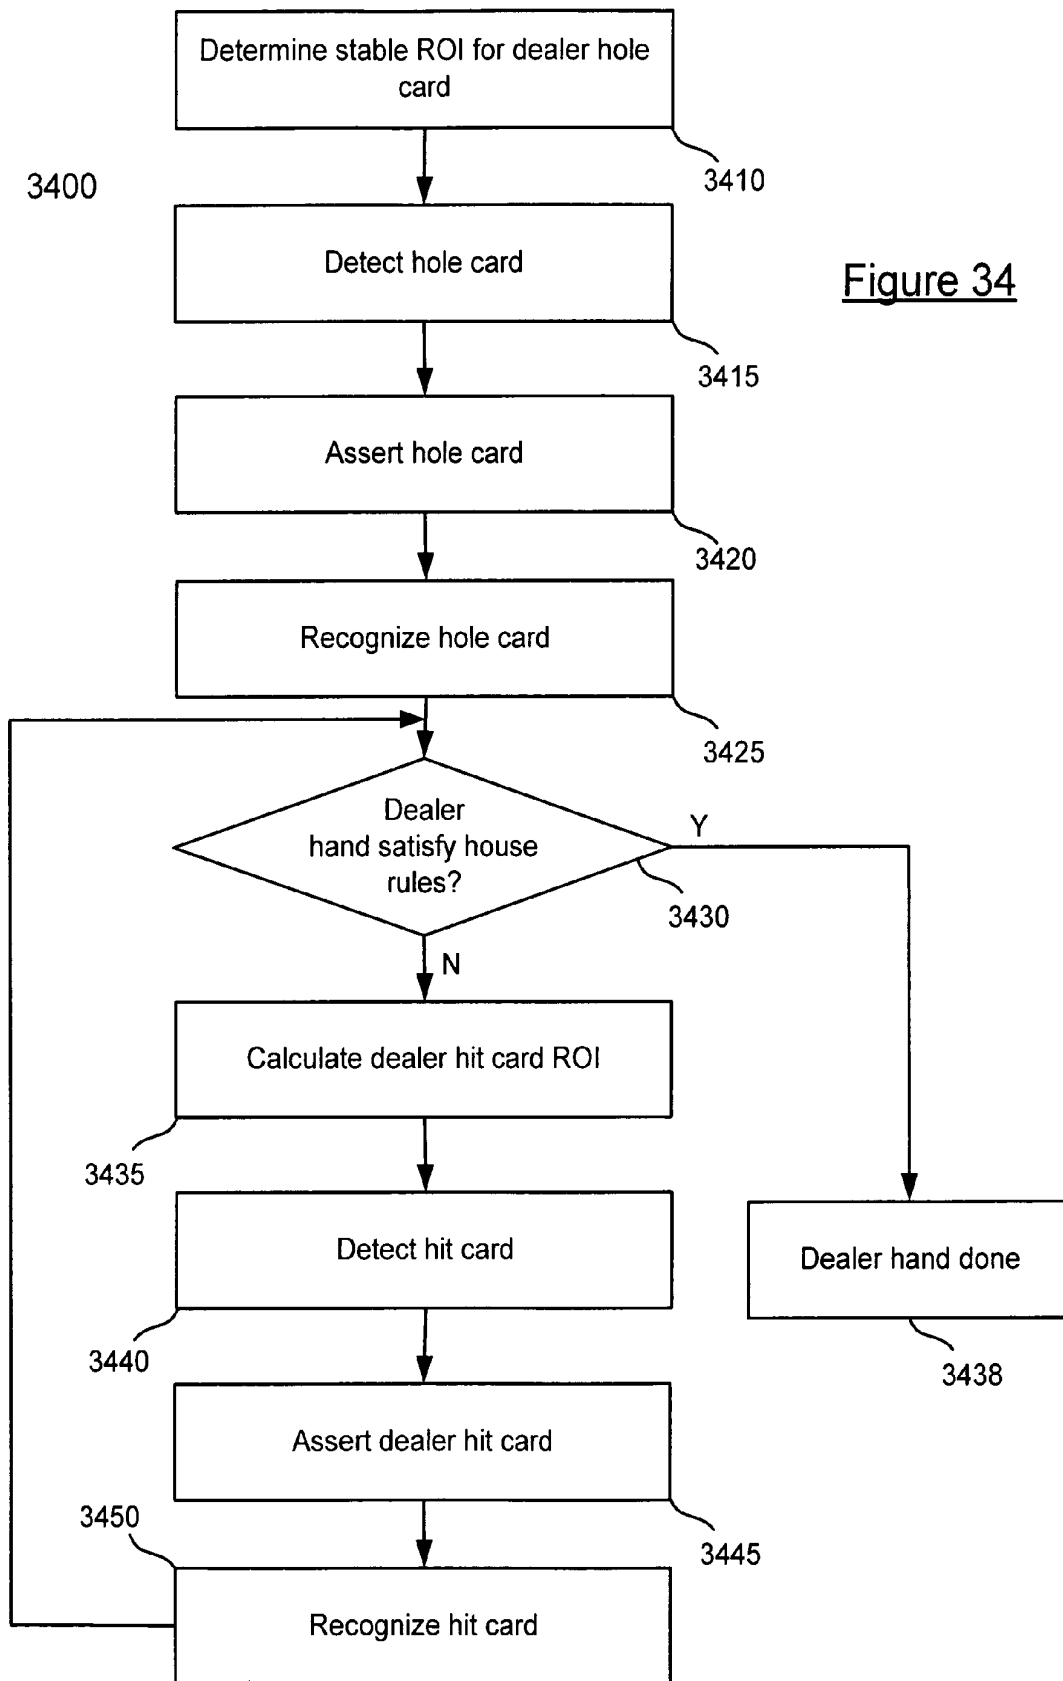 Determine stable ROI for dealer hole
card
3410
3400
Detect hole card
Figure 34
3415
Assert hole card
3420
Recognize hole card
3425
Dealer
hand satisfy house
rules?
Y
3430
N
Calculate dealer hit card ROI
3435
Detect hit card
Dealer hand done
3440
3438
Assert dealer hit card
3450
3445
Recognize hit card